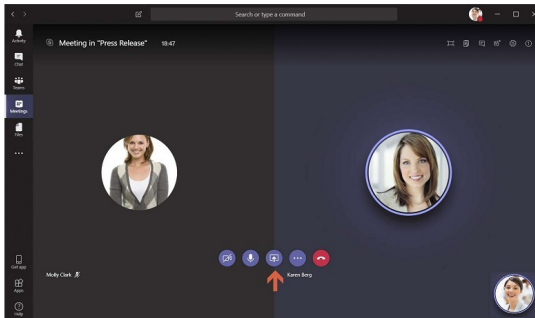 Search or type a command
Meeting in "Press Release" 18:47
Activity
Chat
Teams
Meetings
Files
Molly Clark
Karen Berg
Get app
Apps
Help